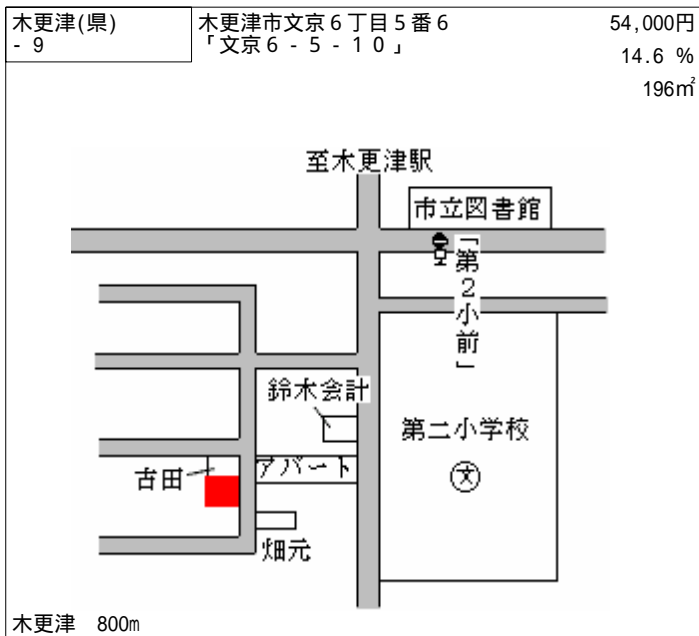 木更津(県)
- 9
木更津市文京6丁目5番6
「文京6-5-10」
54,000円
14.6 %
196㎡
至木更津駅
市立図書館
「第2小前」
鈴木会計
第二小学校
アパート
文
古田
畑元
木更津 800m